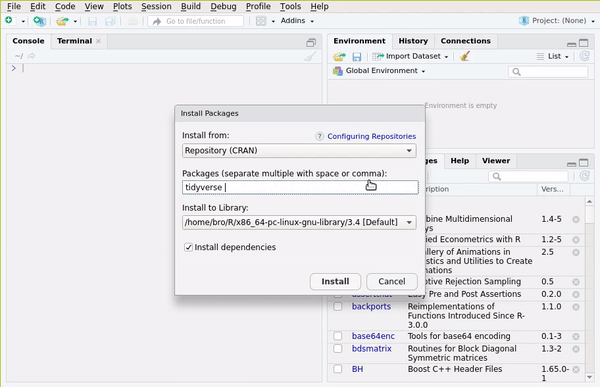 File Edit Code View Plots Session Build Debug Profile Tools Help
Go to file/function Addins Project: (None)
Console Terminal
~/
>
Environment History Connections
Import Dataset List
Global Environment
Environment is empty
Install Packages
Install from: Configuring Repositories
Repository (CRAN)
Packages (separate multiple with space or comma):
tidyverse
Install to Library:
/home/bro/R/x86_64-pc-linux-gnu-library/3.4 [Default]
Install dependencies
Install Cancel
ges Help Viewer
ription Vers...
bine Multidimensional 1.4-5
ys
ied Econometrics with R 1.2-5
llery of Animations in 2.5
istics and Utilities to Create
mations
ptive Rejection Sampling 0.5
Easy Pre and Post Assertions 0.2.0
backports Reimplementations of 1.1.0
Functions Introduced Since R-
3.0.0
base64enc Tools for base64 encoding 0.1-3
bdsmatrix Routines for Block Diagonal 1.3-2
Symmetric matrices
BH Boost C++ Header Files 1.65.0-
1